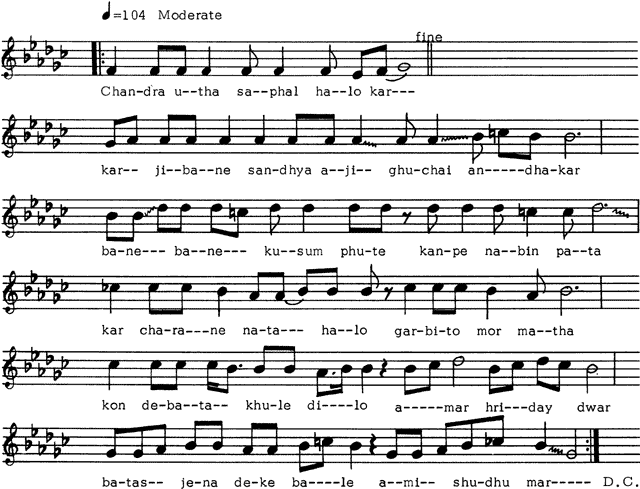 ♩=104 Moderate
fine
Chan-dra u--tha sa--phal ha--lo kar---
kar-- ji--ba--ne san-dhya a--ji-- ghu-chai an-----dha-kar
ba-ne--- ba--ne--- ku--sum phu-te kan-pe na-bin pa--ta
kar cha-ra---ne na-ta--- ha--lo gar-bi-to mor ma--tha
kon de-ba--ta-- khu-le di----lo a-----mar hri---day dwar
ba-tas-- je-na de-ke ba----le a--mi-- shu-dhu mar----- D.C.